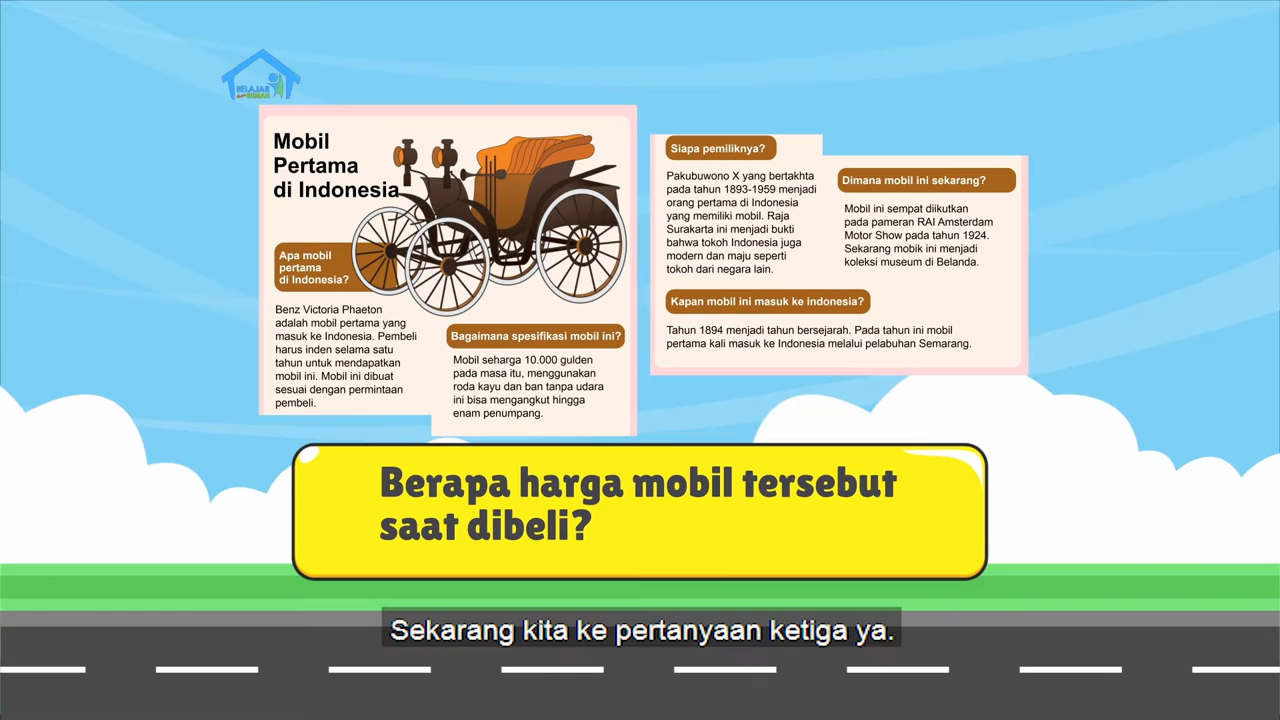 BELAJAR
RUMAH
Mobil
Pertama
di Indonesia
Apa mobil
pertama
di Indonesia?
Benz Victoria Phaeton
adalah mobil pertama yang
masuk ke Indonesia. Pembeli
harus inden selama satu
tahun untuk mendapatkan
mobil ini. Mobil ini dibuat
sesuai dengan permintaan
pembeli.
Bagaimana spesifikasi mobil ini?
Mobil seharga 10.000 gulden
pada masa itu, menggunakan
roda kayu dan ban tanpa udara
ini bisa mengangkut hingga
enam penumpang.
Siapa pemiliknya?
Pakubuwono X yang bertakhta
pada tahun 1893-1959 menjadi
orang pertama di Indonesia
yang memiliki mobil. Raja
Surakarta ini menjadi bukti
bahwa tokoh Indonesia juga
modern dan maju seperti
tokoh dari negara lain.
Dimana mobil ini sekarang?
Mobil ini sempat diikutkan
pada pameran RAI Amsterdam
Motor Show pada tahun 1924.
Sekarang mobik ini menjadi
koleksi museum di Belanda.
Kapan mobil ini masuk ke indonesia?
Tahun 1894 menjadi tahun bersejarah. Pada tahun ini mobil
pertama kali masuk ke Indonesia melalui pelabuhan Semarang.
Berapa harga mobil tersebut
saat dibeli?
Sekarang kita ke pertanyaan ketiga ya.